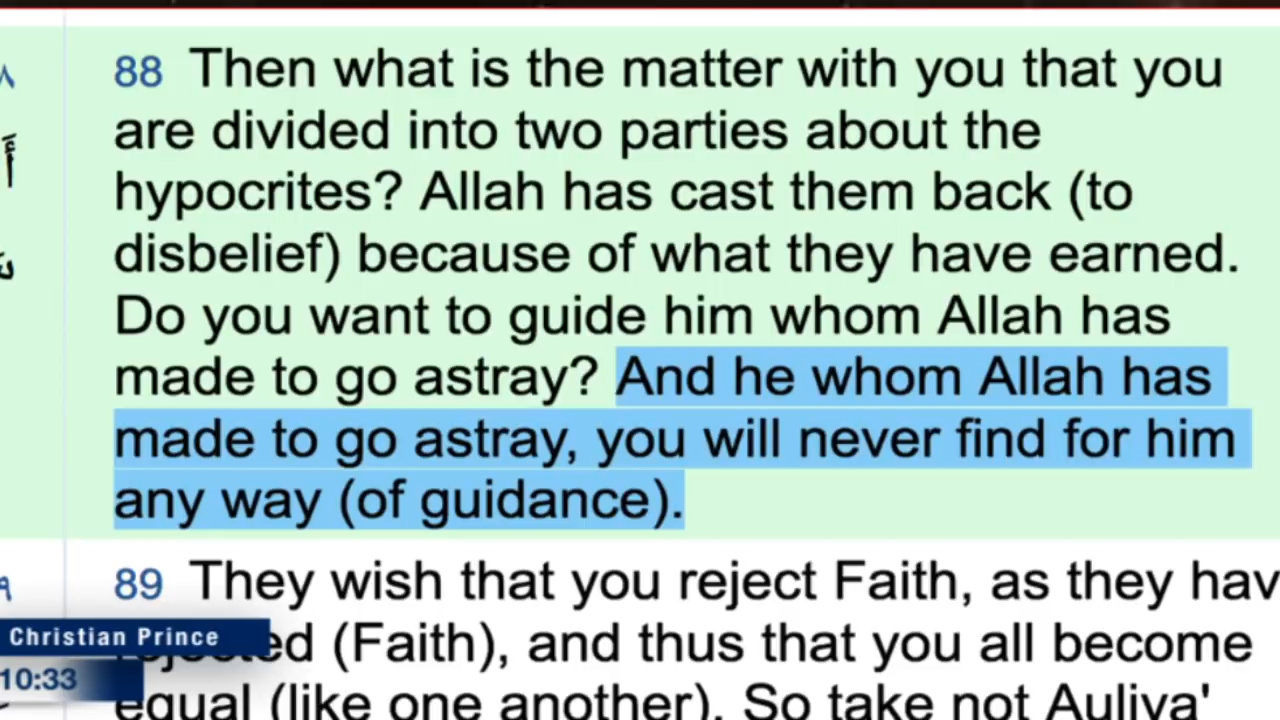 88 Then what is the matter with you that you
are divided into two parties about the
hypocrites? Allah has cast them back (to
disbelief) because of what they have earned.
Do you want to guide him whom Allah has
made to go astray? And he whom Allah has
made to go astray, you will never find for him
any way (of guidance).
89 They wish that you reject Faith, as they hav
(Faith), and thus that you all become
equal (like one another). So take not Auliya'
Christian Prince
10:33